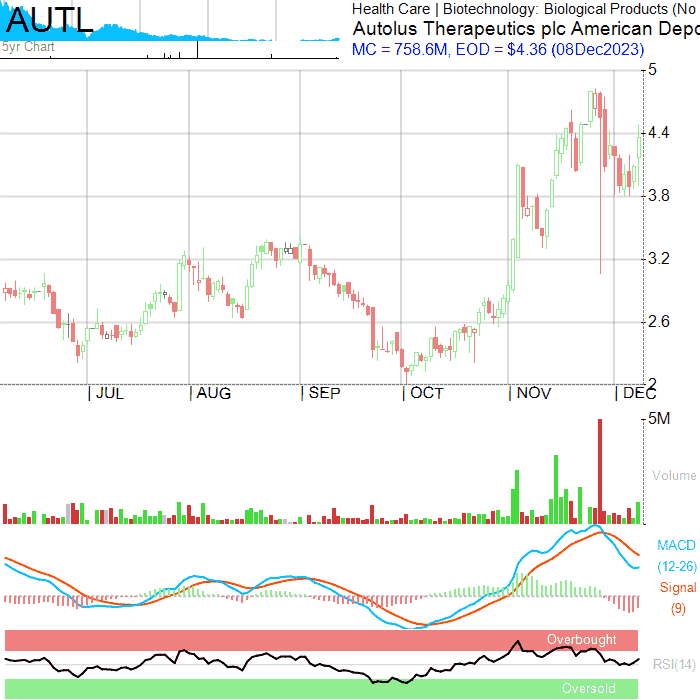 AUTL
5yr Chart
Health Care | Biotechnology: Biological Products (No
Autolus Therapeutics plc American Depo
MC = 758.6M, EOD = $4.36 (08Dec2023)
5
4.4
3.8
3.2
2.6
2
JUL AUG SEP OCT NOV DEC
5M
Volume
MACD
(12-26)
Signal
(9)
Overbought
RSI(14)
Oversold